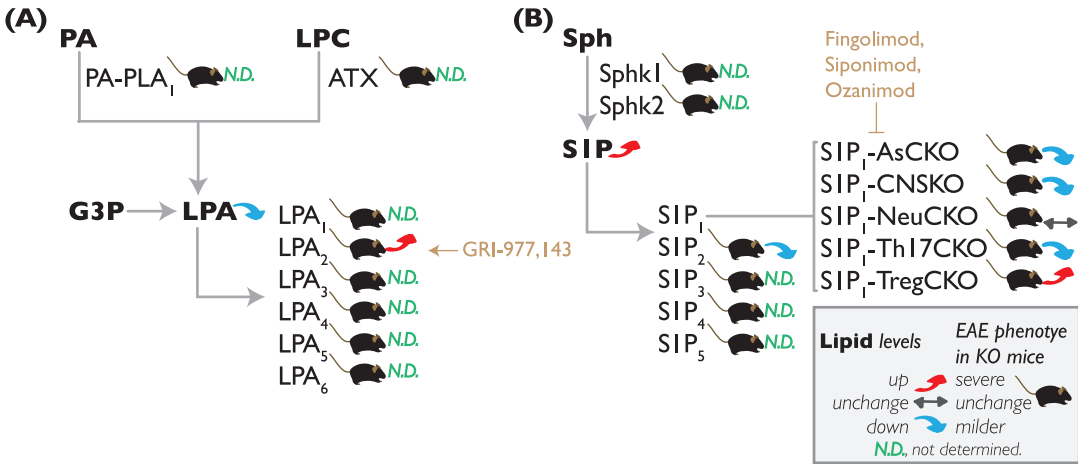 (A)
PA
LPC
PA-PLA1 N.D.
ATX N.D.
G3P
LPA
LPA1 N.D.
LPA2
GRI-977,143
LPA3 N.D.
LPA4 N.D.
LPA5 N.D.
LPA6 N.D.
(B)
Sph
Sphk1 N.D.
Sphk2 N.D.
S1P
S1P1
S1P2
S1P3 N.D.
S1P4 N.D.
S1P5 N.D.
Fingolimod,
Siponimod,
Ozanimod
S1P1-AsCKO
S1P1-CNSKO
S1P1-NeuCKO
S1P1-Th17CKO
S1P1-TregCKO
Lipid levels
EAE phenotye
in KO mice
up severe
unchange unchange
down milder
N.D., not determined.